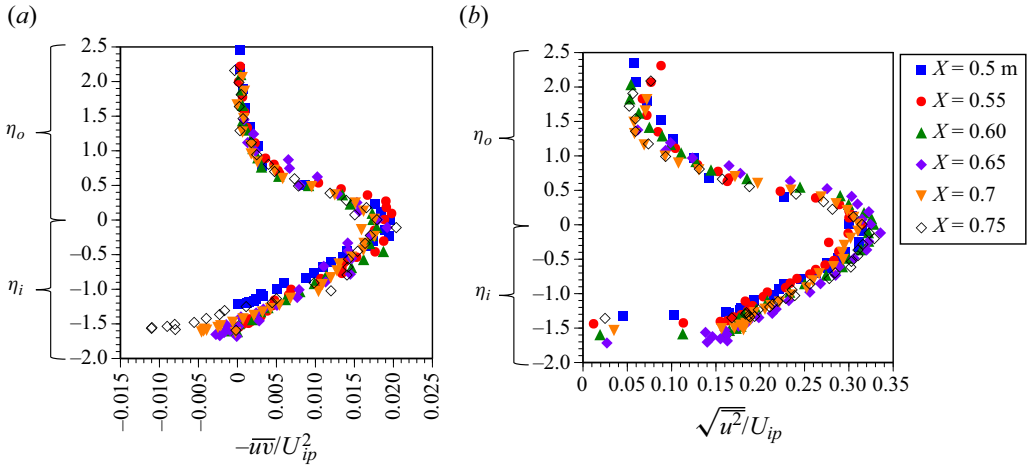 (a)
(b)
2.5
2.0
1.5
1.0
0.5
0
−0.5
−1.0
−1.5
−2.0
η_o
η_i
−0.015
−0.010
−0.005
0
0.005
0.010
0.015
0.020
0.025
−\overline{uv}/U_{ip}^2
2.5
2.0
1.5
1.0
0.5
0
−0.5
−1.0
−1.5
−2.0
η_o
η_i
0 0.05 0.10 0.15 0.20 0.25 0.30 0.35
\sqrt{\overline{u^2}}/U_{ip}
X = 0.5 m
X = 0.55
X = 0.60
X = 0.65
X = 0.7
X = 0.75